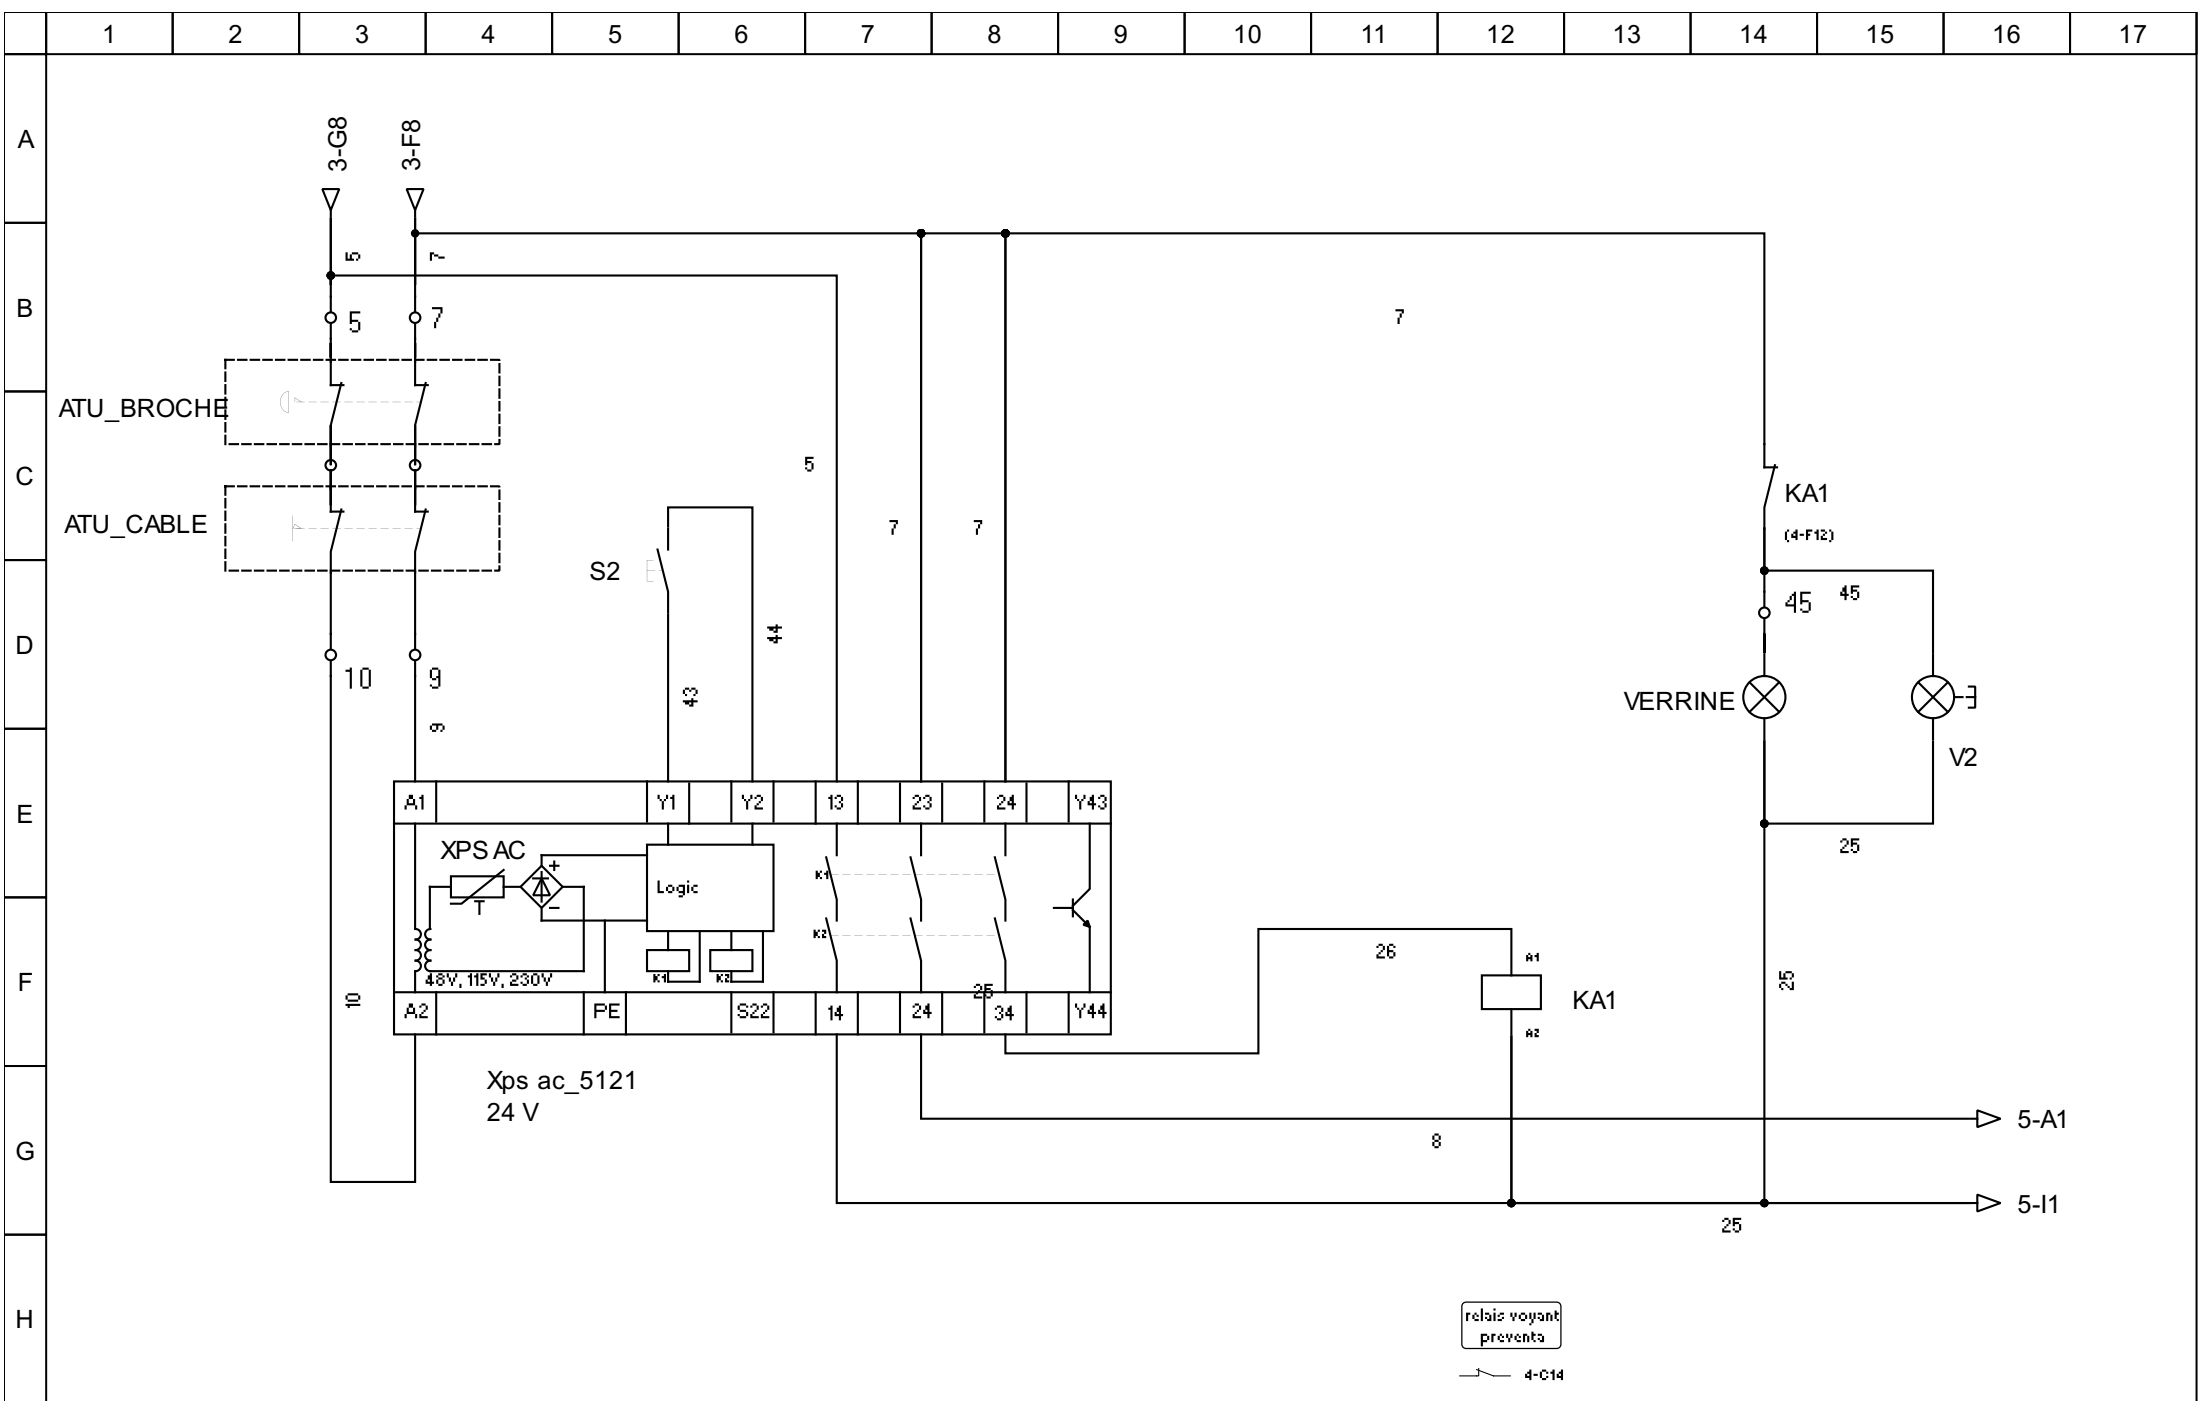 1 2 3 4 5 6 7 8 9 10 11 12 13 14 15 16 17
A
3-G8 3-F8
5 7
B
5 7
7
ATU_BROCHE
C
5
KA1
ATU_CABLE
7 7
(4-F12)
S2
45
45
D
44
10 9
43
VERRINE
9
V2
E
A1 Y1 Y2 13 23 24 Y43
25
XPS AC
+
K1
Logic
T
-
K2
26
A1
F
48V, 115V, 230V
K1 K2
25
25
10
KA1
A2 PE S22 14 24 34 Y44
A2
Xps ac_5121
24 V
5-A1
8
G
5-I1
25
H
relais voyant
preventa
4-C14